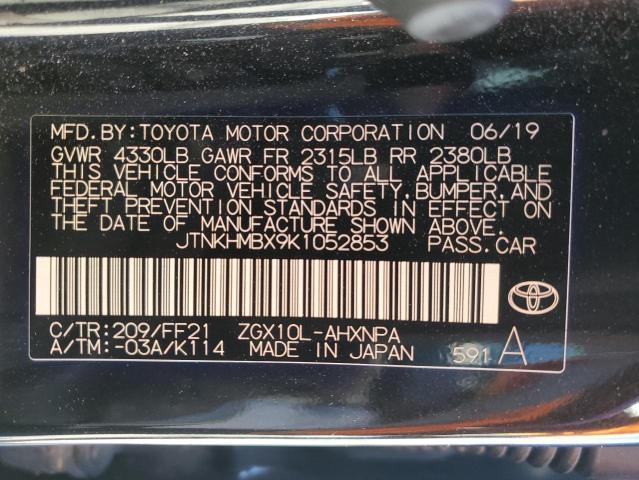 MFD. BY: TOYOTA MOTOR CORPORATION 06/19
GVWR 4330LB GAWR FR 2315LB RR 2380LB
THIS VEHICLE CONFORMS TO ALL APPLICABLE
FEDERAL MOTOR VEHICLE SAFETY, BUMPER, AND
THEFT PREVENTION STANDARDS IN EFFECT ON
THE DATE OF MANUFACTURE SHOWN ABOVE.
JTNKHMBX9K1052853 PASS.CAR
C/TR:209/FF21 ZGX10L-AHXNPA
A/TM:-03A/K114 MADE IN JAPAN 591 A